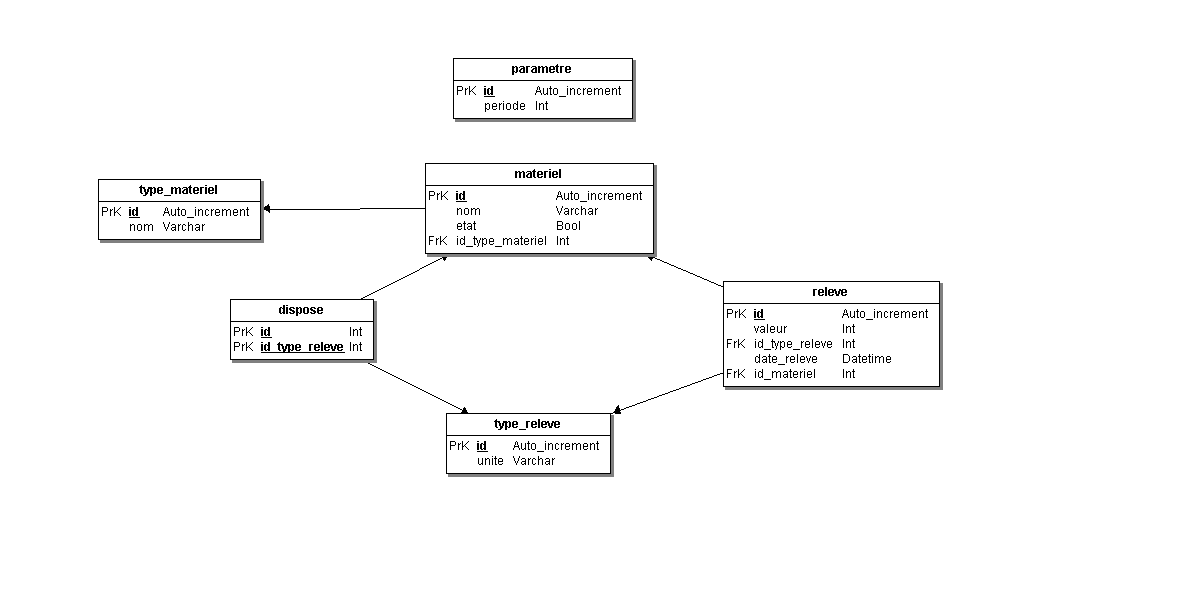 parametre
PrK id Auto_increment
periode Int
type_materiel
PrK id Auto_increment
nom Varchar
materiel
PrK id Auto_increment
nom Varchar
etat Bool
FrK id_type_materiel Int
dispose
PrK id Int
PrK id_type_releve Int
releve
PrK id Auto_increment
valeur Int
FrK id_type_releve Int
date_releve Datetime
FrK id_materiel Int
type_releve
PrK id Auto_increment
unite Varchar